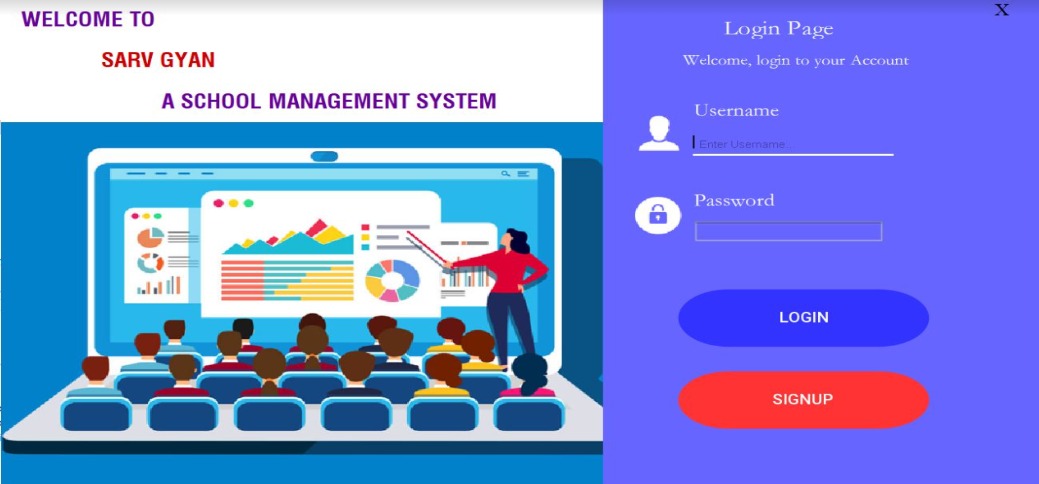 WELCOME TO
SARV GYAN
A SCHOOL MANAGEMENT SYSTEM
X
Login Page
Welcome, login to your Account
Username
Enter Username..
Password
LOGIN
SIGNUP